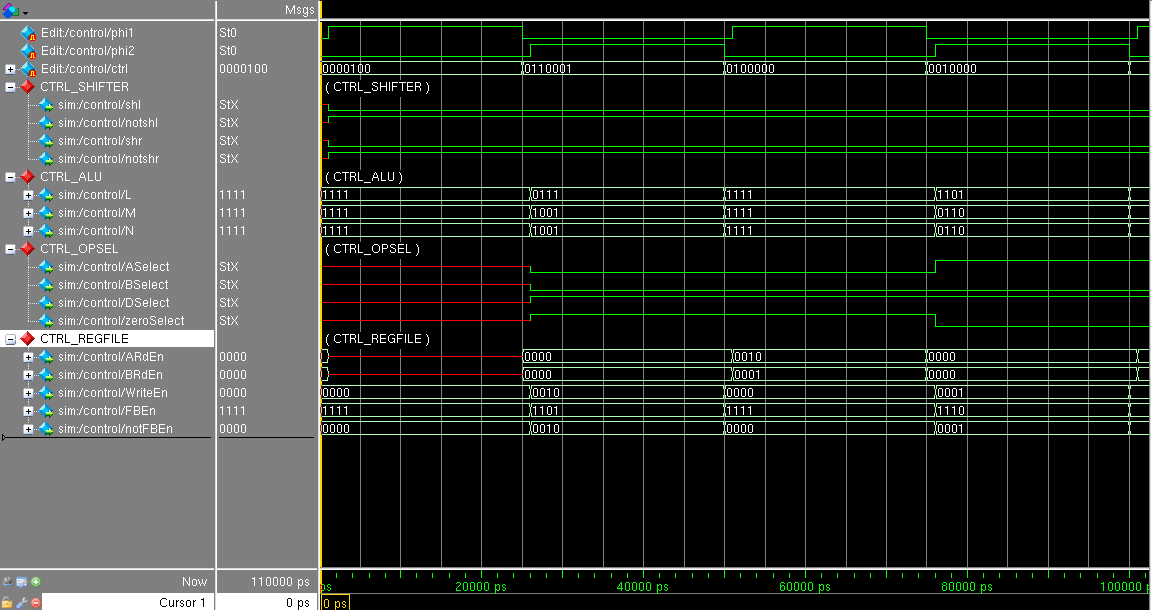 Msgs
Edit:/control/phi1 St0
Edit:/control/phi2 St0
Edit:/control/ctrl 0000100 0000100 0110001 0100000 0010000
CTRL_SHIFTER ( CTRL_SHIFTER )
sim:/control/shl StX
sim:/control/notshl StX
sim:/control/shr StX
sim:/control/notshr StX
CTRL_ALU ( CTRL_ALU )
sim:/control/L 1111 1111 0111 1111 1101
sim:/control/M 1111 1111 1001 1111 0110
sim:/control/N 1111 1111 1001 1111 0110
CTRL_OPSEL ( CTRL_OPSEL )
sim:/control/ASelect StX
sim:/control/BSelect StX
sim:/control/DSelect StX
sim:/control/zeroSelect StX
CTRL_REGFILE ( CTRL_REGFILE )
sim:/control/ARdEn 0000 0000 0010 0000
sim:/control/BRdEn 0000 0000 0001 0000
sim:/control/WriteEn 0000 0000 0010 0000 0001
sim:/control/FBEn 1111 1111 1101 1111 1110
sim:/control/notFBEn 0000 0000 0010 0000 0001
Now 110000 ps ps 20000 ps 40000 ps 60000 ps 80000 ps 100000
Cursor 1 0 ps 0 ps